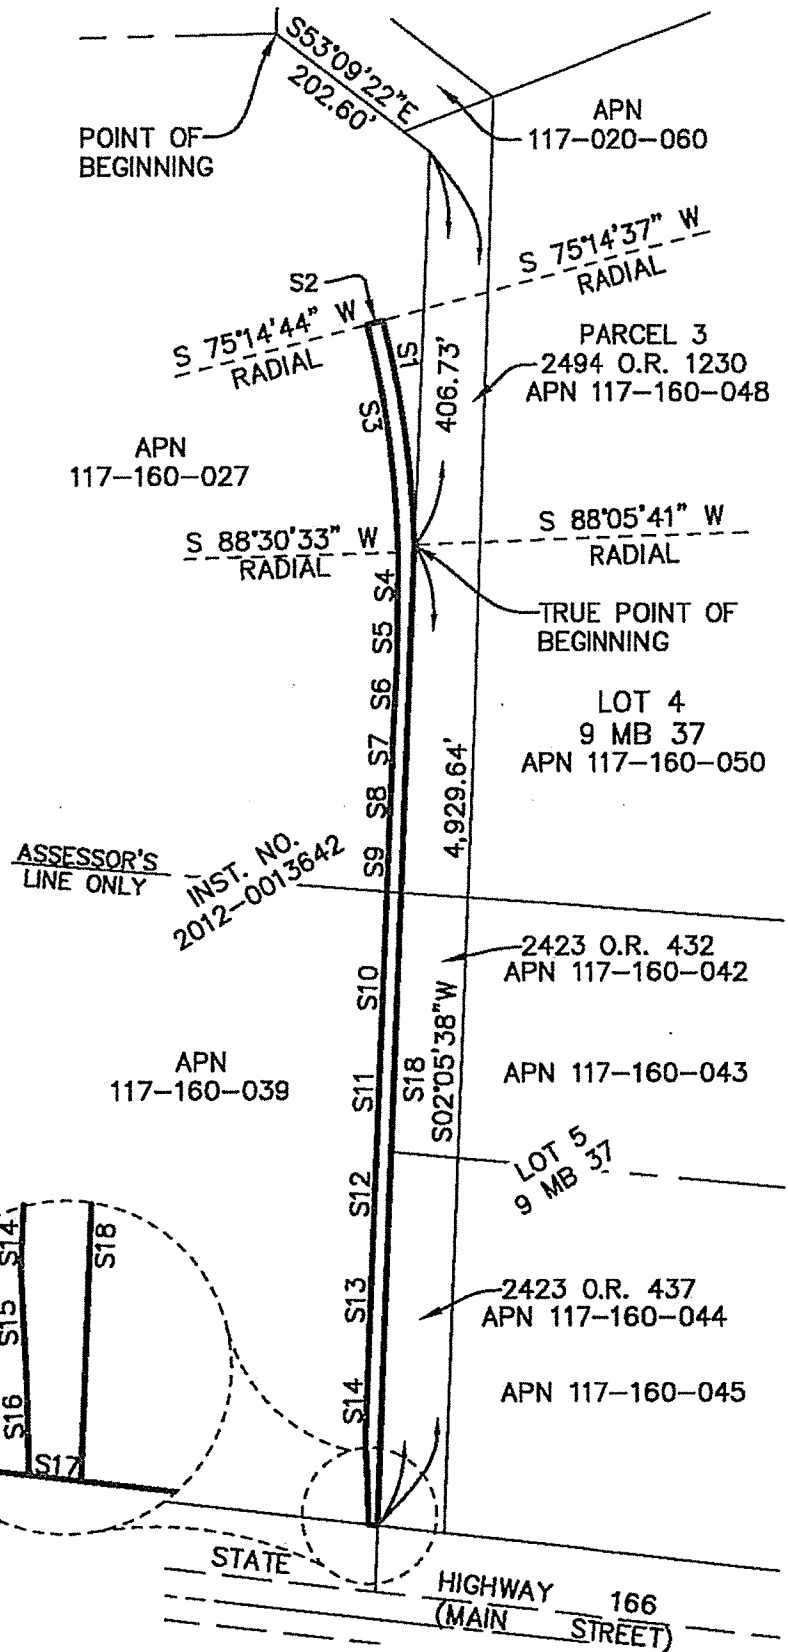 S53°09'22"E
202.60'
POINT OF
BEGINNING
APN
117-020-060
S 75°14'37" W
RADIAL
S2
S 75°14'44" W
RADIAL
S1
S3
406.73'
PARCEL 3
2494 O.R. 1230
APN 117-160-048
APN
117-160-027
S 88°30'33" W
RADIAL
S 88°05'41" W
RADIAL
TRUE POINT OF
BEGINNING
S4
S5
S6
S7
S8
S9
LOT 4
9 MB 37
APN 117-160-050
4,929.64'
ASSESSOR'S
LINE ONLY
INST. NO.
2012-0013642
2423 O.R. 432
APN 117-160-042
S10
S11
S18
S02°05'38"W
APN
117-160-039
APN 117-160-043
LOT 5
9 MB 37
S12
S13
S14
2423 O.R. 437
APN 117-160-044
APN 117-160-045
S14
S18
S15
S16
S17
STATE HIGHWAY 166
(MAIN STREET)